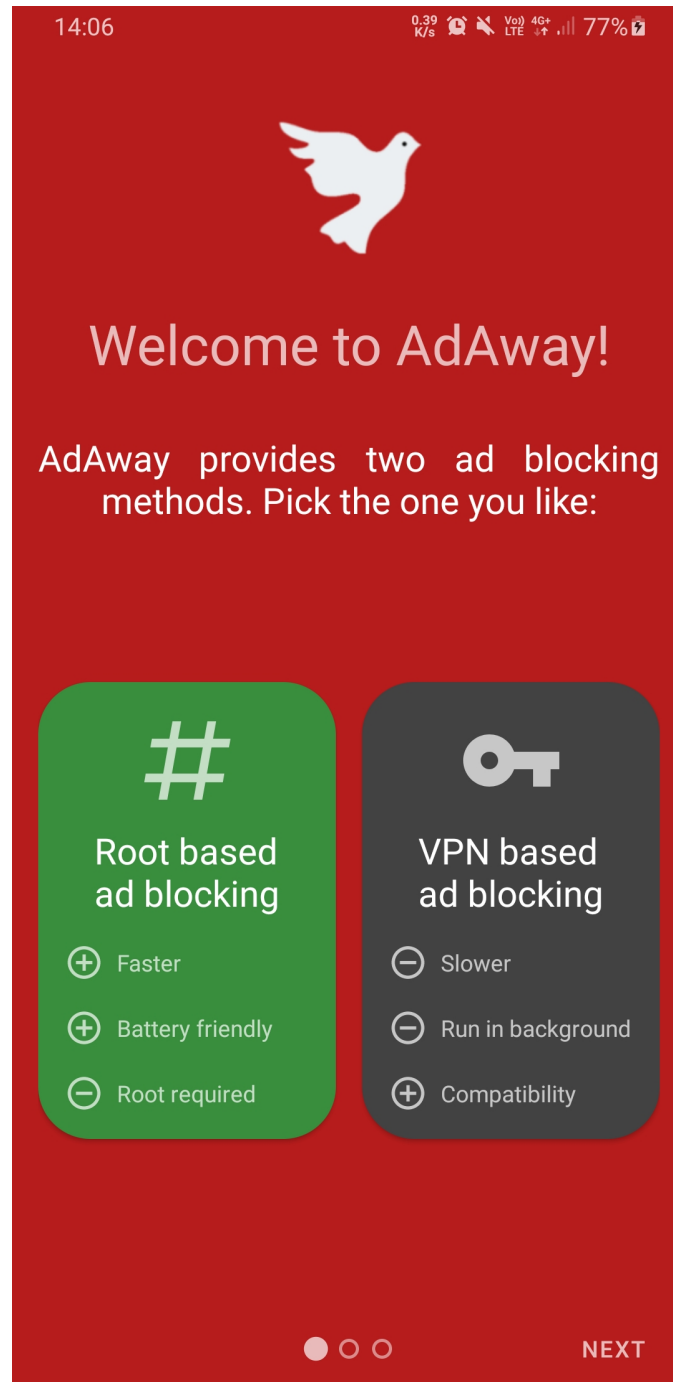 14:06
0.39
K/s
Vo))
LTE
4G+
77%
Welcome to AdAway!
AdAway provides two ad blocking
methods. Pick the one you like:
#
Root based
ad blocking
Faster
Battery friendly
Root required
VPN based
ad blocking
Slower
Run in background
Compatibility
NEXT